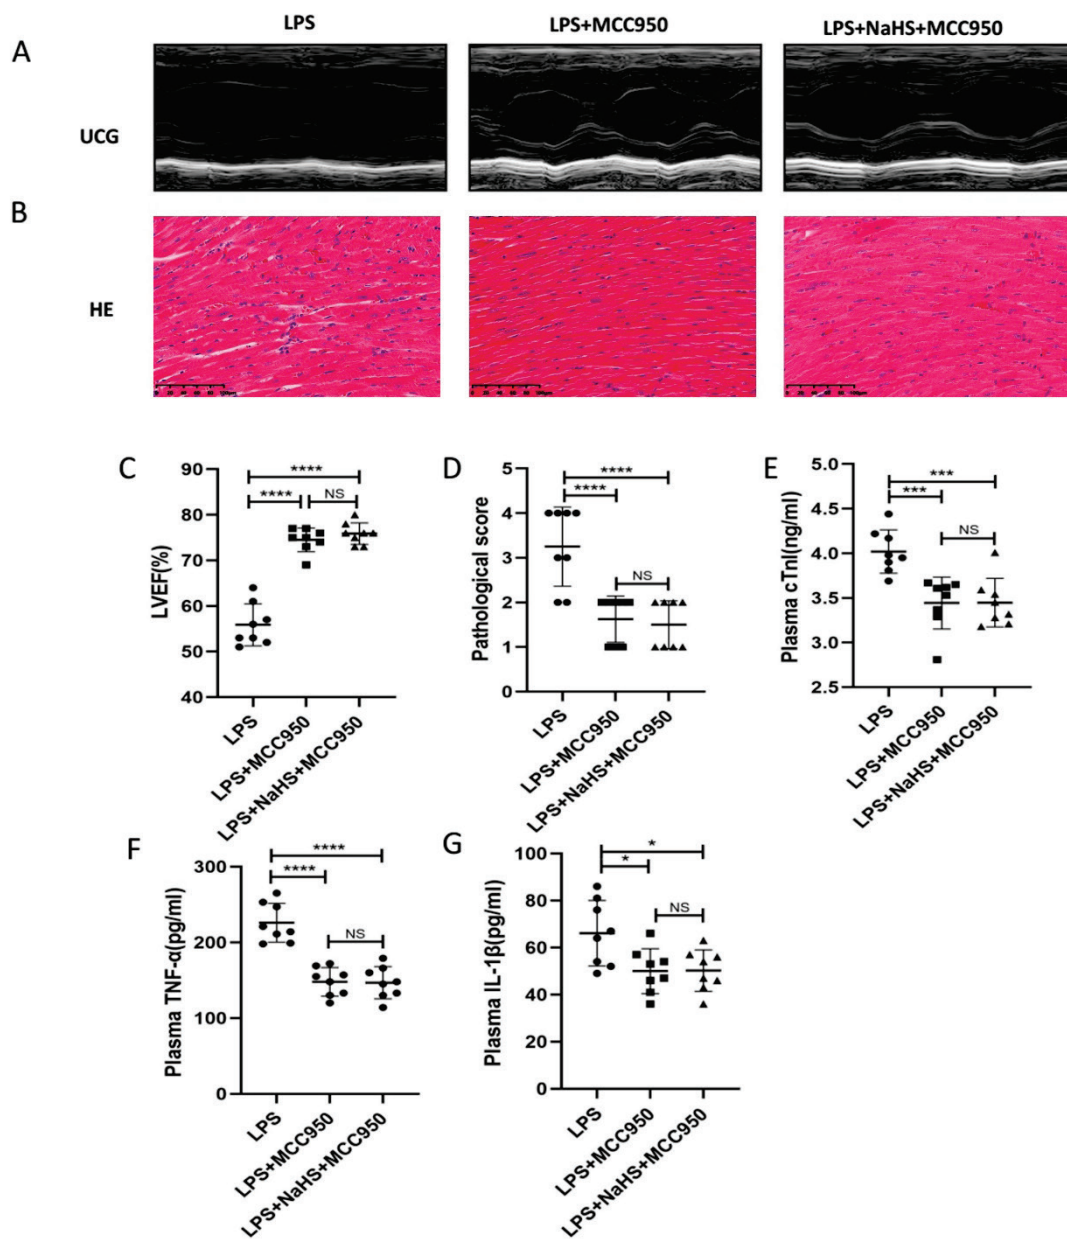 LPS LPS+MCC950 LPS+NaHS+MCC950
A
UCG
B
HE
C
LVEF(%)
90
80
70
60
50
40
****
****
NS
LPS
LPS+MCC950
LPS+NaHS+MCC950
D
Pathological score
5
4
3
2
1
0
****
****
NS
LPS
LPS+MCC950
LPS+NaHS+MCC950
E
Plasma cTnI(ng/ml)
5.0
4.5
4.0
3.5
3.0
2.5
***
***
NS
LPS
LPS+MCC950
LPS+NaHS+MCC950
F
Plasma TNF-α(pg/ml)
300
200
100
0
****
****
NS
LPS
LPS+MCC950
LPS+NaHS+MCC950
G
Plasma IL-1β(pg/ml)
100
80
60
40
20
0
*
*
NS
LPS
LPS+MCC950
LPS+NaHS+MCC950